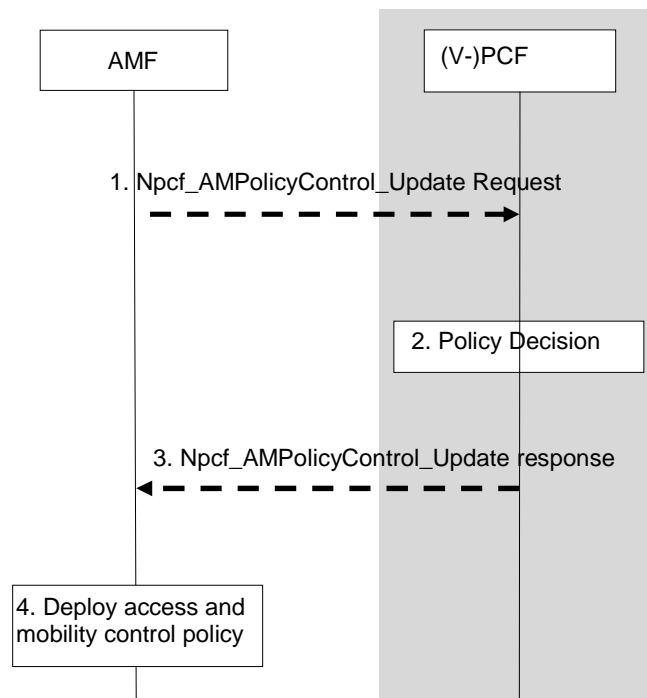 AMF
(V-)PCF
1. Npcf_AMPolicyControl_Update Request
2. Policy Decision
3. Npcf_AMPolicyControl_Update response
4. Deploy access and
mobility control policy